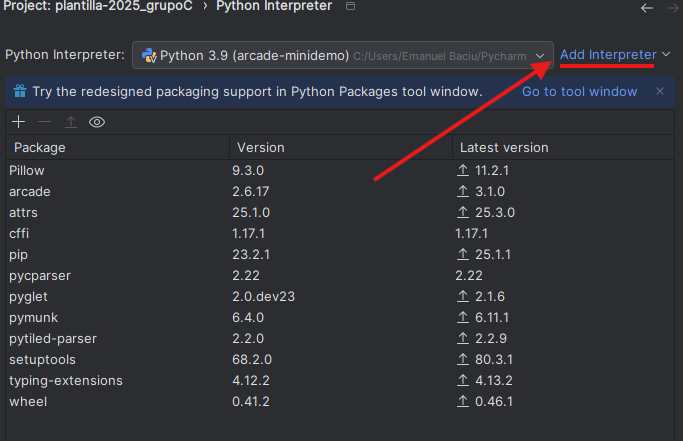 Project: plantilla-2025_grupoC › Python Interpreter
Python Interpreter: Python 3.9 (arcade-minidemo) C:/Users/Emanuel Baciu/Pycharm Add Interpreter
Try the redesigned packaging support in Python Packages tool window. Go to tool window
Package Version Latest version
Pillow 9.3.0 11.2.1
arcade 2.6.17 3.1.0
attrs 25.1.0 25.3.0
cffi 1.17.1 1.17.1
pip 23.2.1 25.1.1
pycparser 2.22 2.22
pyglet 2.0.dev23 2.1.6
pymunk 6.4.0 6.11.1
pytiled-parser 2.2.0 2.2.9
setuptools 68.2.0 80.3.1
typing-extensions 4.12.2 4.13.2
wheel 0.41.2 0.46.1